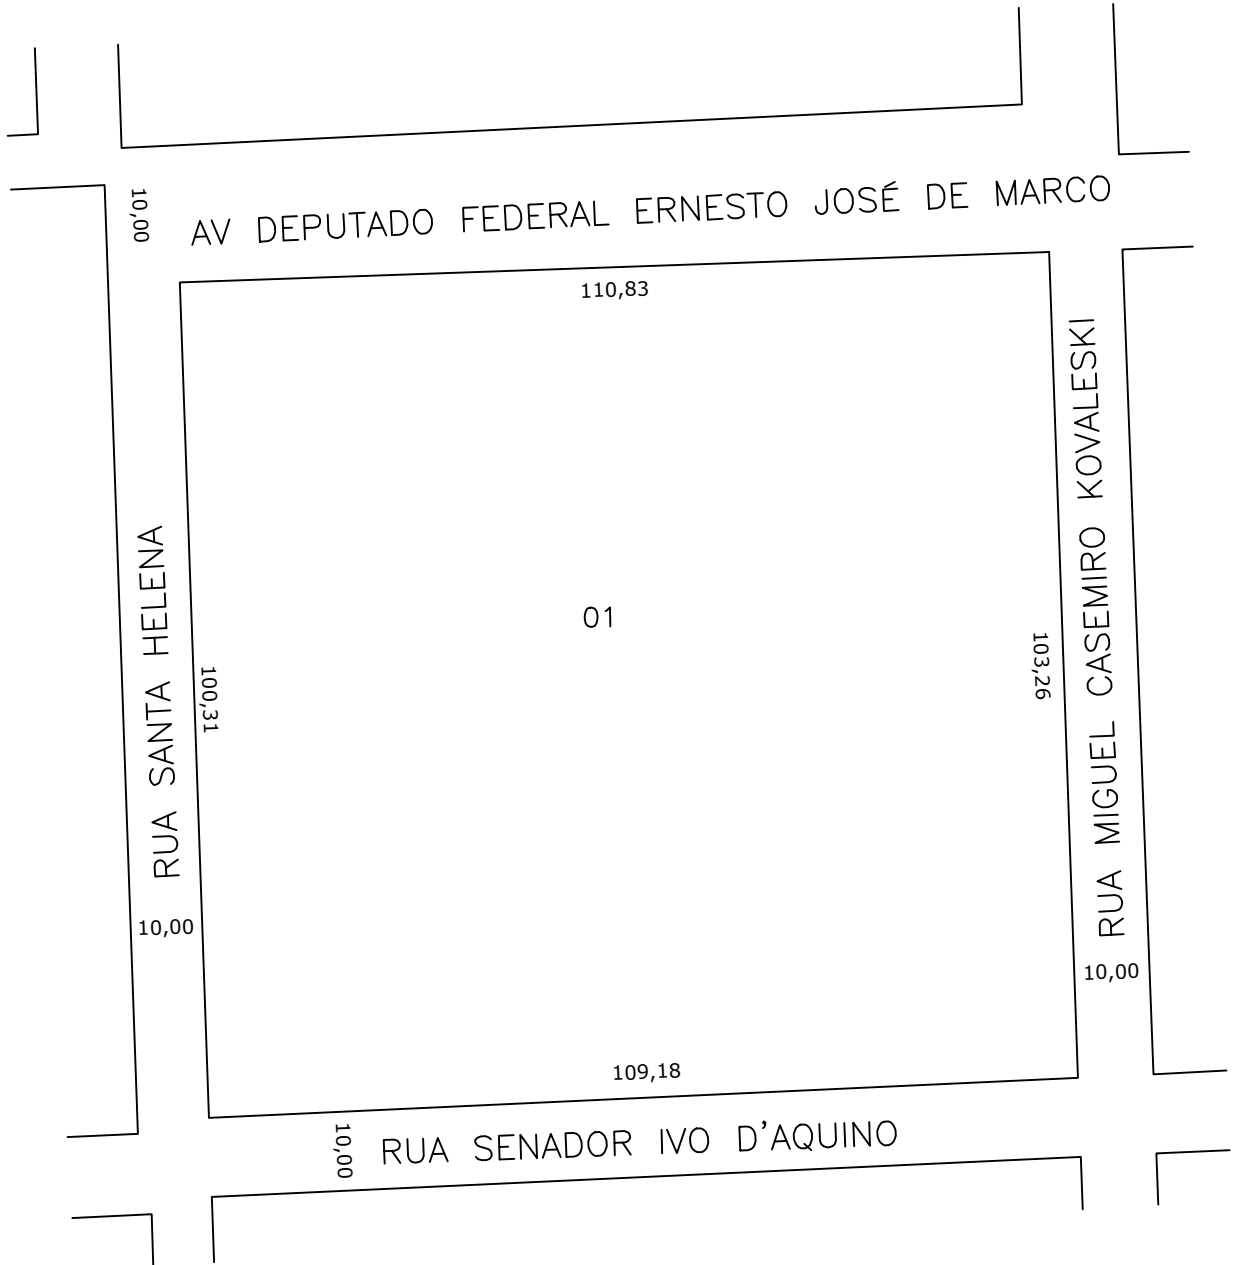 10,00
AV DEPUTADO FEDERAL ERNESTO JOSÉ DE MARCO
110,83
RUA SANTA HELENA
100,31
01
103,26
RUA MIGUEL CASEMIRO KOVALESKI
10,00
10,00
109,18
10,00
RUA SENADOR IVO D'AQUINO